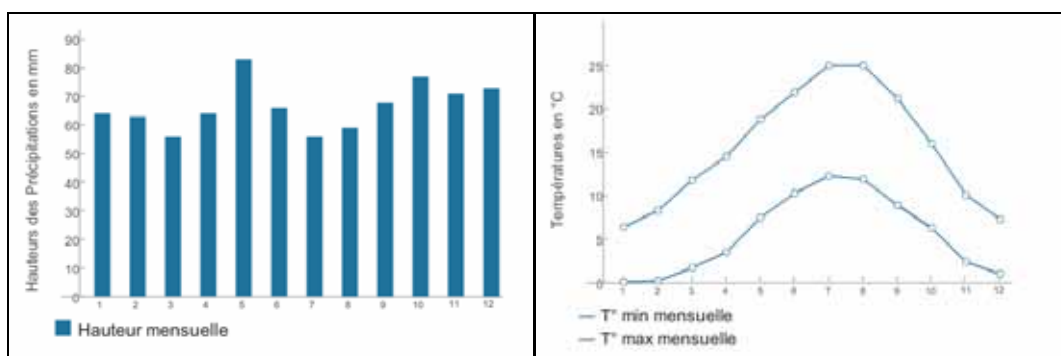 Hauteurs des Précipitations en mm
90
80
70
60
50
40
30
20
10
0
1 2 3 4 5 6 7 8 9 10 11 12
Hauteur mensuelle
Températures en °C
25
20
15
10
5
0
1 2 3 4 5 6 7 8 9 10 11 12
T° min mensuelle
T° max mensuelle